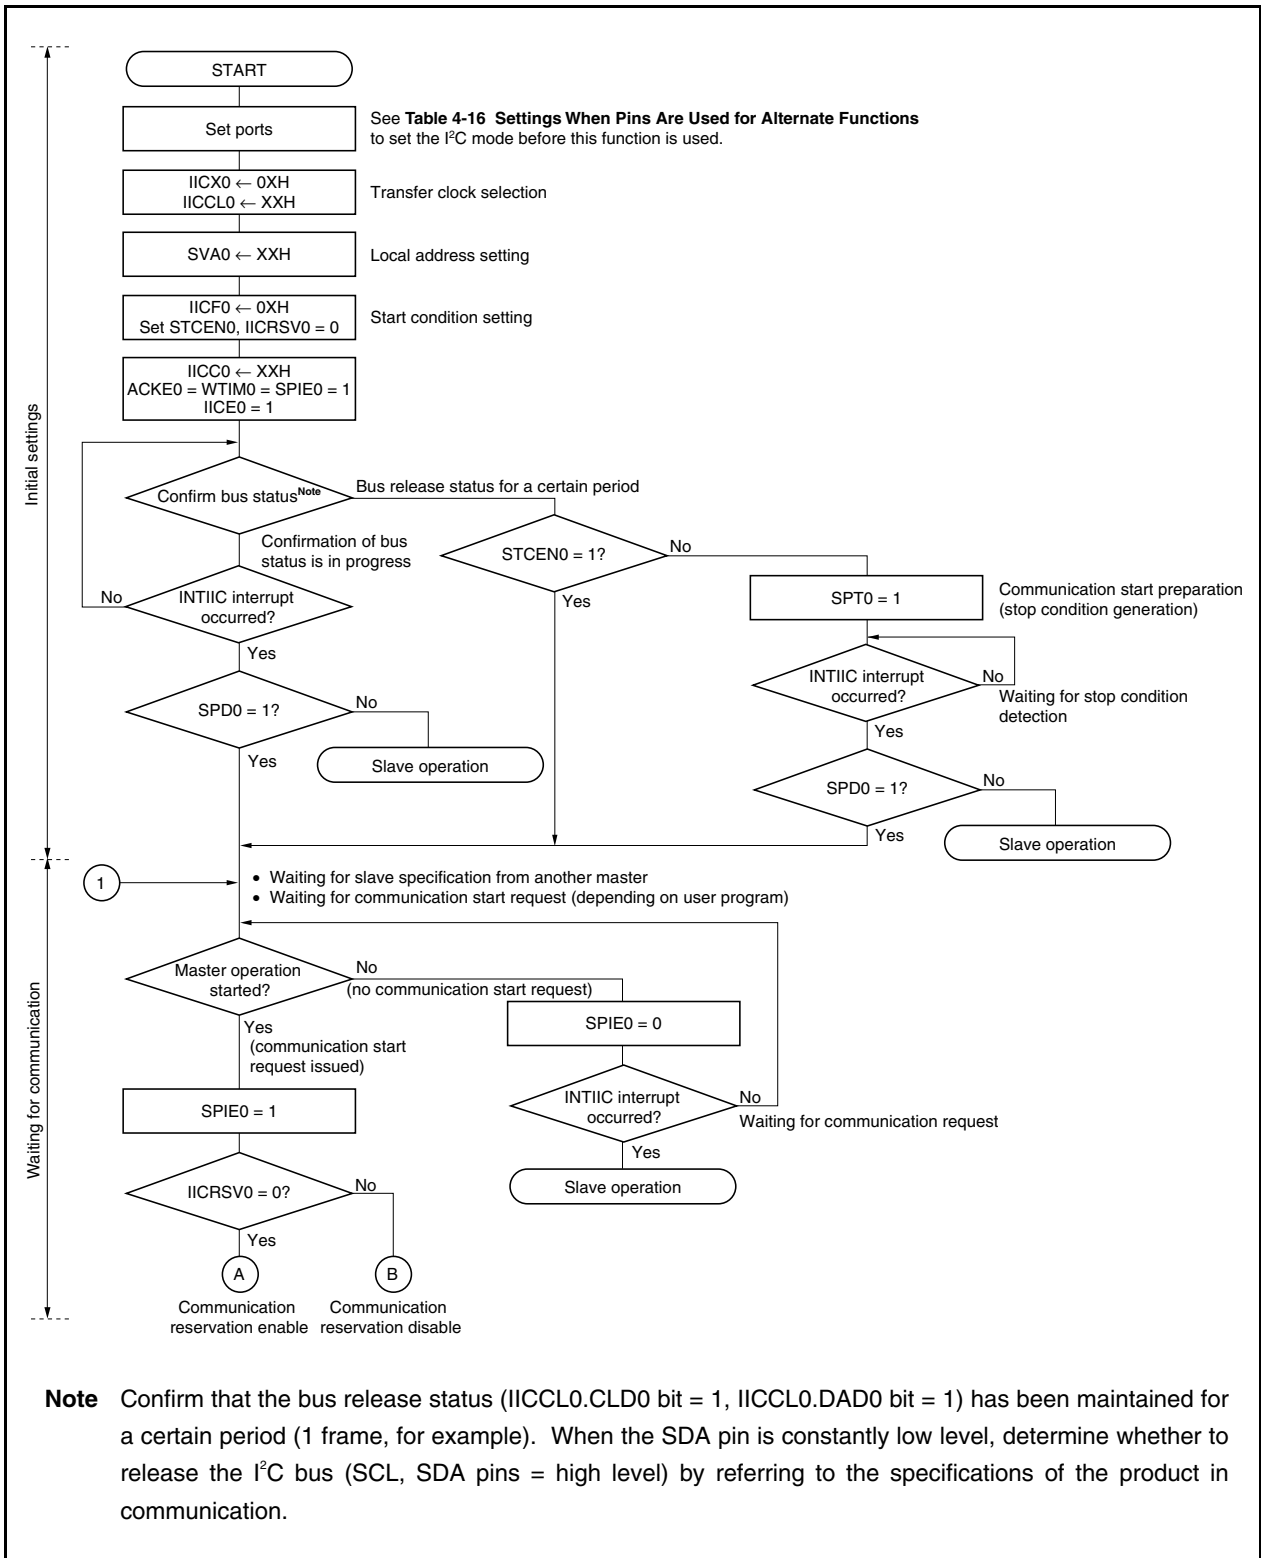 START
Set ports
See Table 4-16 Settings When Pins Are Used for Alternate Functions
to set the I²C mode before this function is used.
IICX0 ← 0XH
IICCL0 ← XXH
Transfer clock selection
SVA0 ← XXH
Local address setting
IICF0 ← 0XH
Set STCEN0, IICRSV0 = 0
Start condition setting
IICC0 ← XXH
ACKE0 = WTIM0 = SPIE0 = 1
IICE0 = 1
Initial settings
Confirm bus statusNote
Bus release status for a certain period
Confirmation of bus
status is in progress
STCEN0 = 1?
No
Yes
SPT0 = 1
Communication start preparation
(stop condition generation)
No
INTIIC interrupt
occurred?
Yes
INTIIC interrupt
occurred?
No
Waiting for stop condition
detection
Yes
SPD0 = 1?
No
Yes
Slave operation
SPD0 = 1?
No
Yes
Slave operation
1
• Waiting for slave specification from another master
• Waiting for communication start request (depending on user program)
Waiting for communication
Master operation
started?
No
(no communication start request)
Yes
(communication start
request issued)
SPIE0 = 0
SPIE0 = 1
INTIIC interrupt
occurred?
No
Waiting for communication request
Yes
Slave operation
IICRSV0 = 0?
No
Yes
A
B
Communication
reservation enable
Communication
reservation disable
Note Confirm that the bus release status (IICCL0.CLD0 bit = 1, IICCL0.DAD0 bit = 1) has been maintained for
a certain period (1 frame, for example). When the SDA pin is constantly low level, determine whether to
release the I²C bus (SCL, SDA pins = high level) by referring to the specifications of the product in
communication.